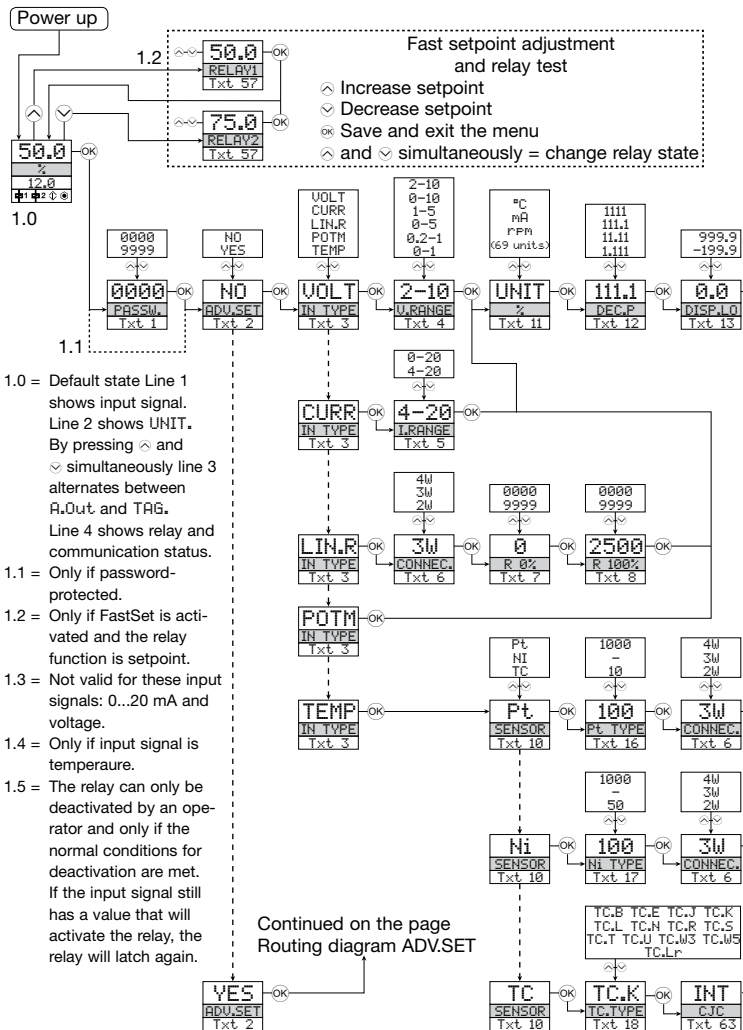 Power up
1.2
50.0
OK
RELAY1
Txt 57
75.0
OK
RELAY2
Txt 57
Fast setpoint adjustment
and relay test
Increase setpoint
Decrease setpoint
OK Save and exit the menu
and simultaneously = change relay state
50.0
OK
%
12.0
1 2
1.0
0000
9999
NO
YES
VOLT
CURR
LIN.R
POTM
TEMP
2-10
0-10
1-5
0-5
0.2-1
0-1
°C
mA
rpm
(69 units)
1111
111.1
11.11
1.111
999.9
-199.9
0000 OK NO OK VOLT OK 2-10 OK UNIT OK 111.1 OK 0.0
PASSW. ADV.SET IN TYPE V.RANGE % DEC.P DISP.LO
Txt 1 Txt 2 Txt 3 Txt 4 Txt 11 Txt 12 Txt 13
1.1
0-20
4-20
CURR OK 4-20 OK
IN TYPE I.RANGE
Txt 3 Txt 5
4W
3W
2W
0000
9999
0000
9999
LIN.R OK 3W OK 0 OK 2500 OK
IN TYPE CONNEC. R 0% R 100%
Txt 3 Txt 6 Txt 7 Txt 8
POTM OK
IN TYPE
Txt 3
Pt
NI
TC
1000
-
10
4W
3W
2W
TEMP OK Pt OK 100 OK 3W
IN TYPE SENSOR Pt TYPE CONNEC.
Txt 3 Txt 10 Txt 16 Txt 6
1000
-
50
4W
3W
2W
Ni OK 100 OK 3W
SENSOR Ni TYPE CONNEC.
Txt 10 Txt 17 Txt 6
TC.B TC.E TC.J TC.K
TC.L TC.N TC.R TC.S
TC.T TC.U TC.W3 TC.W5
TC.Lr
TC OK TC.K OK INT
SENSOR TC.TYPE CJC
Txt 10 Txt 18 Txt 63
1.0 = Default state Line 1
shows input signal.
Line 2 shows UNIT.
By pressing and
simultaneously line 3
alternates between
A.Out and TAG.
Line 4 shows relay and
communication status.
1.1 = Only if password-
protected.
1.2 = Only if FastSet is acti-
vated and the relay
function is setpoint.
1.3 = Not valid for these input
signals: 0...20 mA and
voltage.
1.4 = Only if input signal is
temperaure.
1.5 = The relay can only be
deactivated by an ope-
rator and only if the
normal conditions for
deactivation are met.
If the input signal still
has a value that will
activate the relay, the
relay will latch again.
Continued on the page
Routing diagram ADV.SET
YES OK
ADV.SET
Txt 2